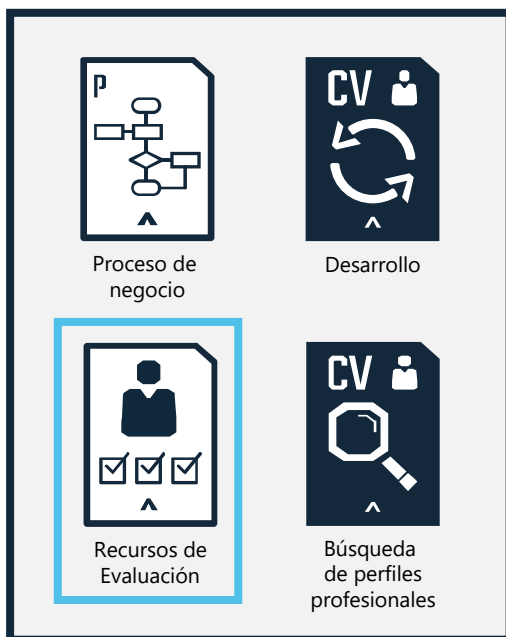 P
Proceso de
negocio
CV
Desarrollo
Recursos de
Evaluación
CV
Búsqueda
de perfiles
profesionales